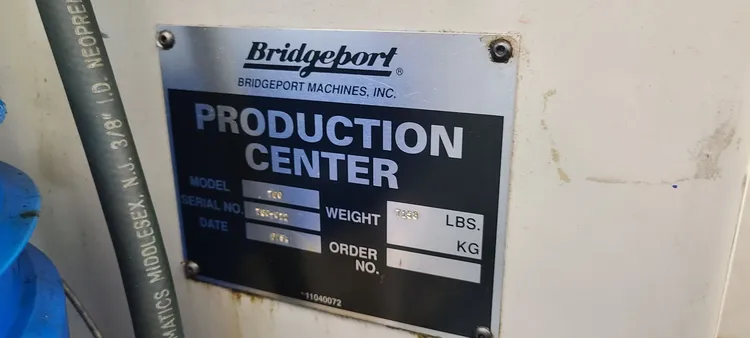 Bridgeport ®
BRIDGEPORT MACHINES, INC.
PRODUCTION
CENTER
MODEL
SERIAL NO.
DATE
WEIGHT LBS.
KG
ORDER
NO.
11040072
MATICS MIDDLESEX, N.J. 3/8" I.D. NEOPRE